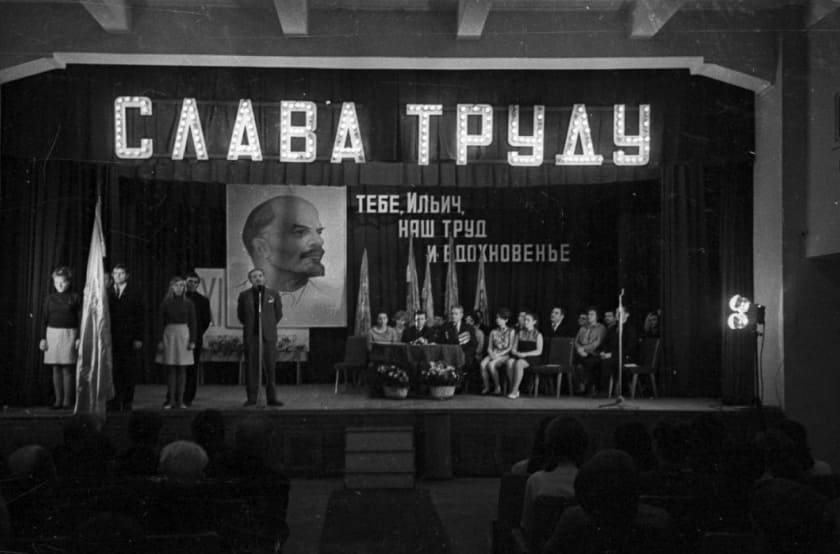 СЛАВА ТРУДУ
ТЕБЕ, ИЛЬИЧ,
НАШ ТРУД
И ВДОХНОВЕНЬЕ